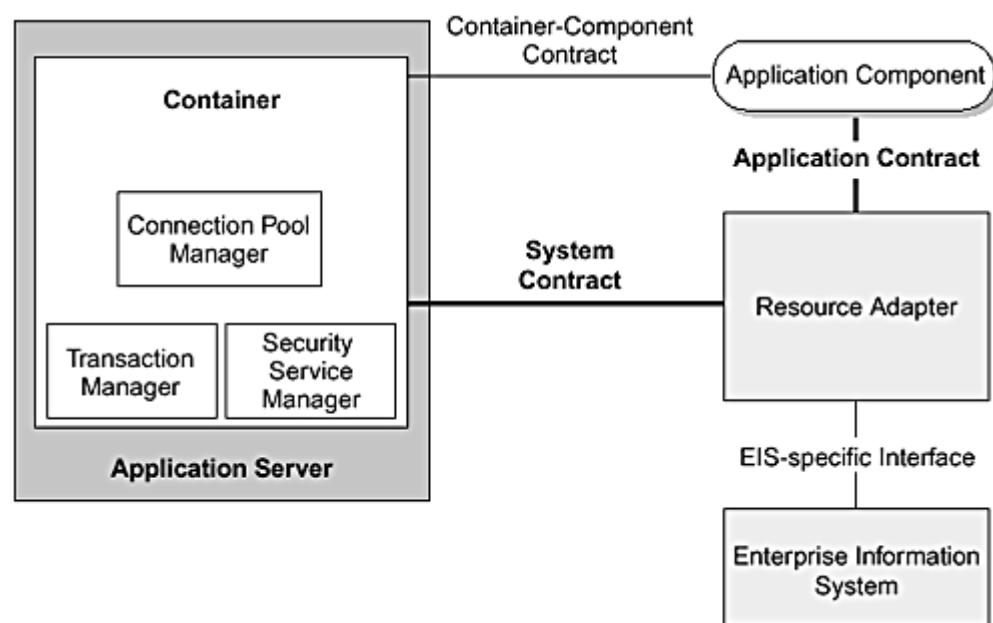 Container-Component
Contract
Application Component
Container
Application Contract
Connection Pool
Manager
System
Contract
Resource Adapter
Transaction
Manager
Security
Service
Manager
EIS-specific Interface
Application Server
Enterprise Information
System